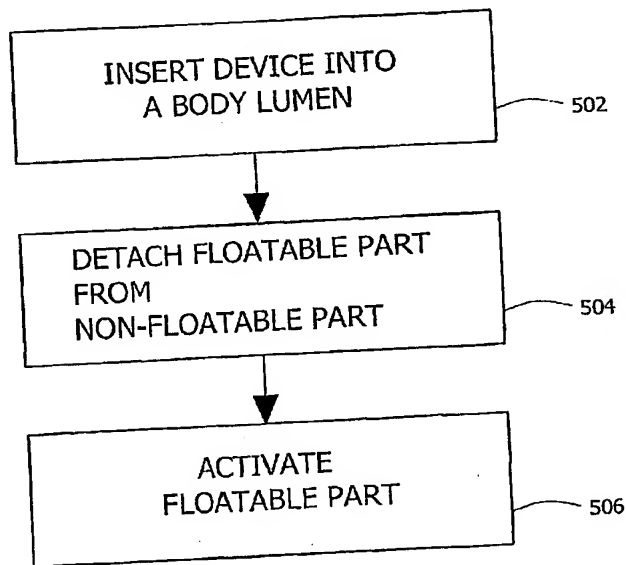 INSERT DEVICE INTO
A BODY LUMEN
502
DETACH FLOATABLE PART
FROM
NON-FLOATABLE PART
504
ACTIVATE
FLOATABLE PART
506